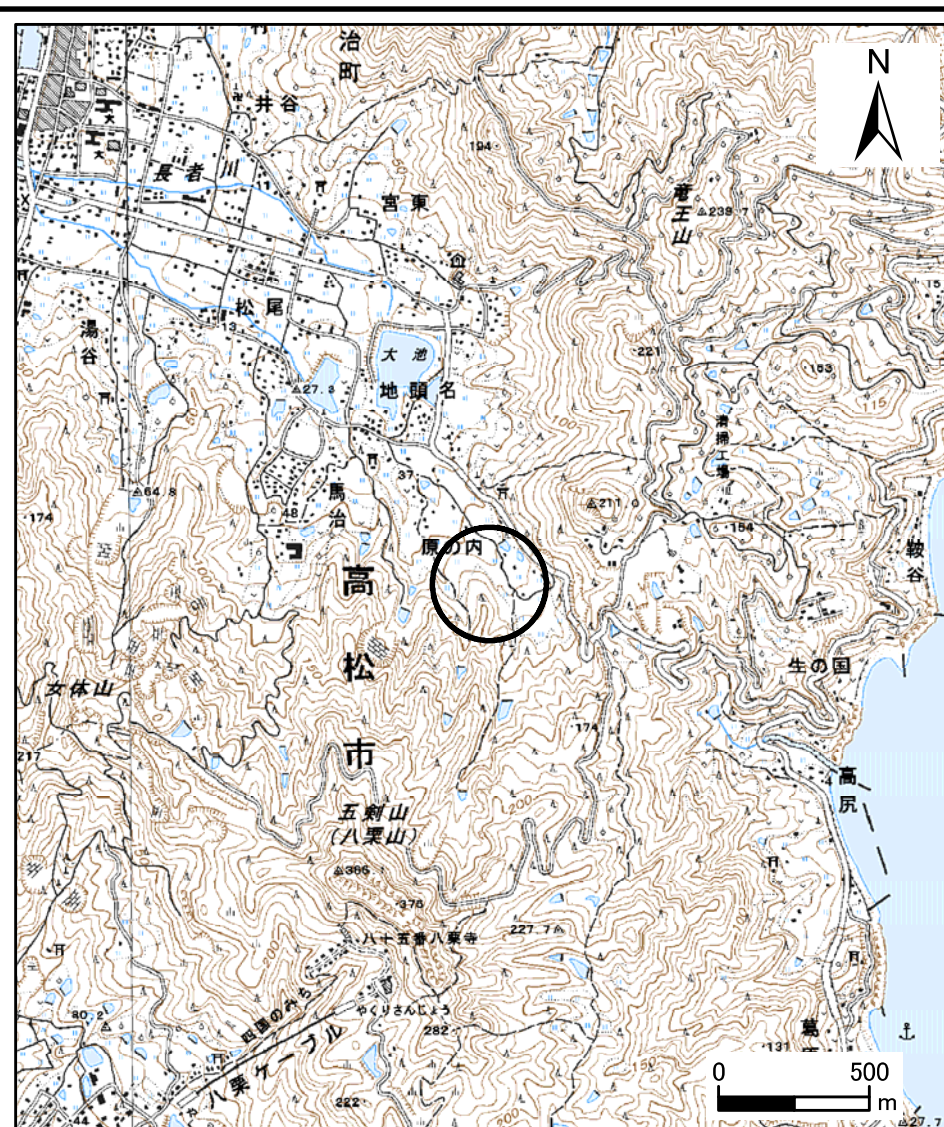 治町
N
井谷
大
大
長者川
194
竜王山
239.7
宮東
松尾
13
湯谷
大池
221
153
27.3
地頭名
清掃工場
64.8
37
211
174
48
馬治
154
原の内
鞍谷
高松市
生の国
女体山
174
217
高尻
五剣山
(八栗山)
200
366
376
八十五番八栗寺
227.7
やくりさんじょう
四国のみち
80.2
282
八栗ケーブル
131
0
500
m
222
44
27.7